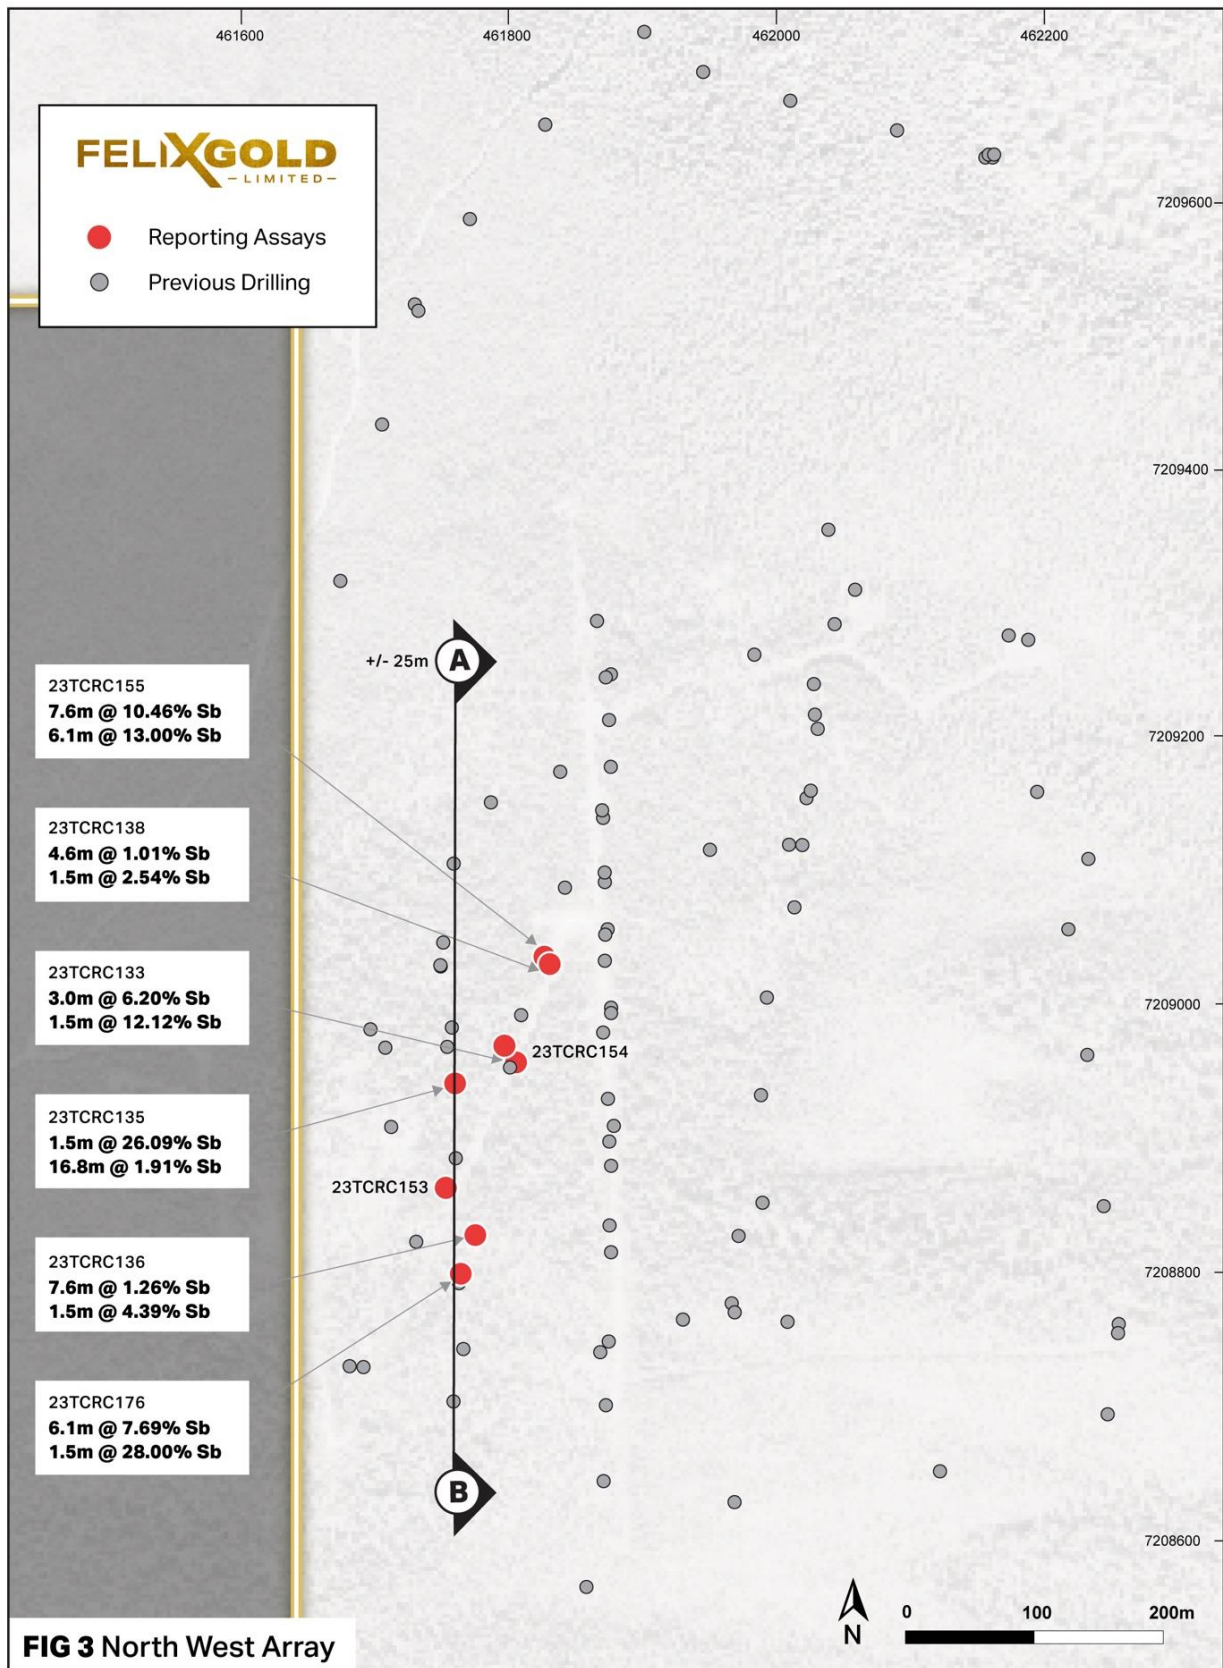 461600
461800
462000
462200
FELIXGOLD
-LIMITED-
Reporting Assays
Previous Drilling
7209600
7209400
A
+/- 25m
23TCRC155
7.6m @ 10.46% Sb
6.1m @ 13.00% Sb
7209200
23TCRC138
4.6m @ 1.01% Sb
1.5m @ 2.54% Sb
23TCRC133
3.0m @ 6.20% Sb
1.5m @ 12.12% Sb
7209000
23TCRC154
23TCRC135
1.5m @ 26.09% Sb
16.8m @ 1.91% Sb
23TCRC153
23TCRC136
7.6m @ 1.26% Sb
1.5m @ 4.39% Sb
7208800
23TCRC176
6.1m @ 7.69% Sb
1.5m @ 28.00% Sb
B
7208600
N
0 100 200m
FIG 3 North West Array